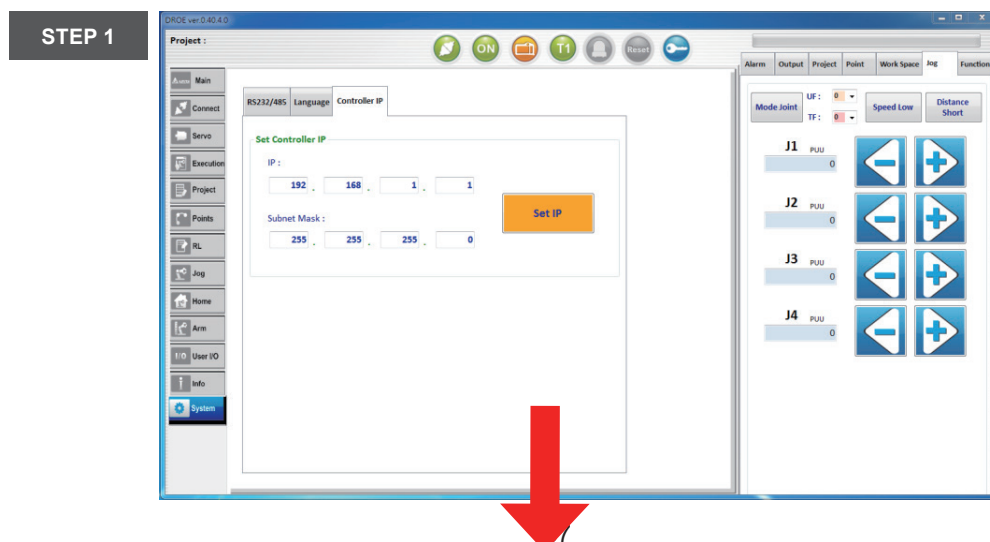 STEP 1
DROE ver.0.40.4.0
Project :
ON
T1
Reset
Alarm Output Project Point Work Space Jog Function
Main
Connect
Servo
Execution
Project
Points
RL
Jog
Home
Arm
I/O User I/O
Info
System
RS232/485 Language Controller IP
Set Controller IP
IP :
192 . 168 . 1 . 1
Set IP
Subnet Mask :
255 . 255 . 255 . 0
Mode Joint
UF : 0
TF : 0
Speed Low
Distance Short
J1 PUU
0
J2 PUU
0
J3 PUU
0
J4 PUU
0